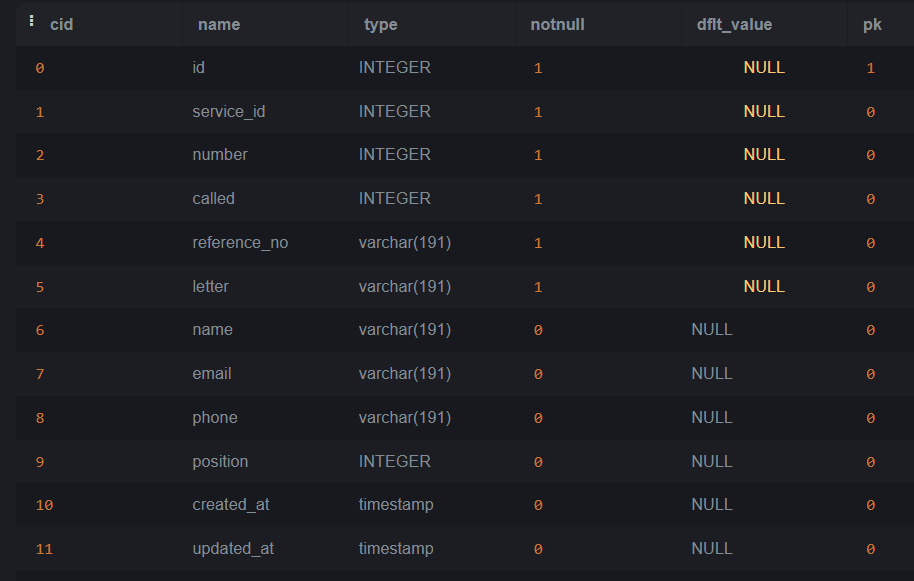 cid name type notnull dflt_value pk
0 id INTEGER 1 NULL 1
1 service_id INTEGER 1 NULL 0
2 number INTEGER 1 NULL 0
3 called INTEGER 1 NULL 0
4 reference_no varchar(191) 1 NULL 0
5 letter varchar(191) 1 NULL 0
6 name varchar(191) 0 NULL 0
7 email varchar(191) 0 NULL 0
8 phone varchar(191) 0 NULL 0
9 position INTEGER 0 NULL 0
10 created_at timestamp 0 NULL 0
11 updated_at timestamp 0 NULL 0